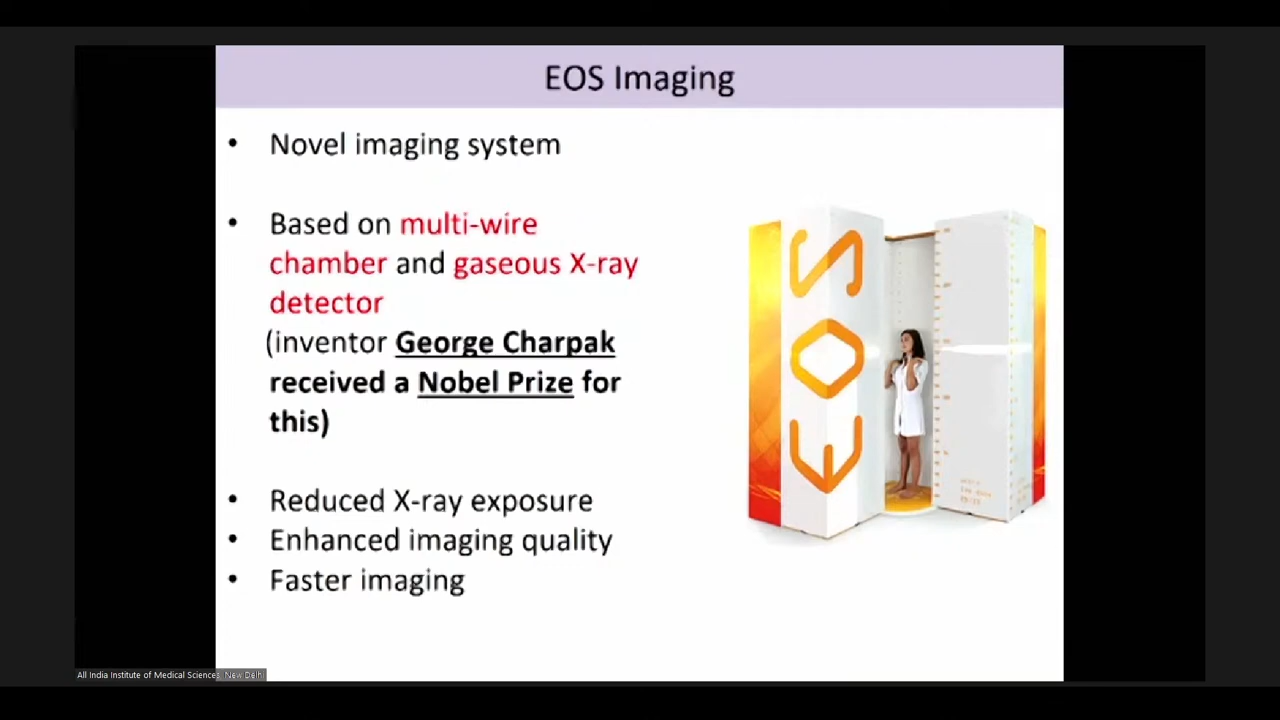 EOS Imaging
• Novel imaging system
• Based on multi-wire
chamber and gaseous X-ray
detector
(inventor George Charpak
received a Nobel Prize for
this)
• Reduced X-ray exposure
• Enhanced imaging quality
• Faster imaging
EOS
All India Institute of Medical Sciences, New Delhi